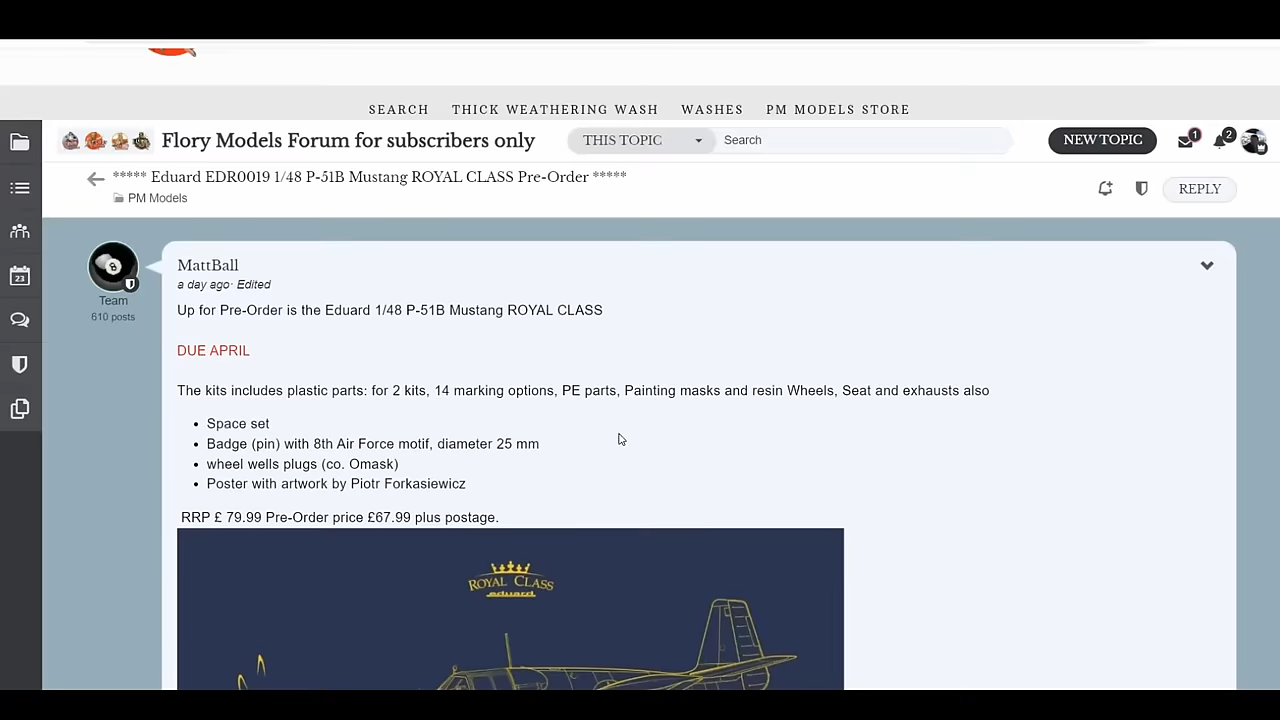 SEARCH THICK WEATHERING WASH WASHES PM MODELS STORE
Flory Models Forum for subscribers only
THIS TOPIC
Search
NEW TOPIC
1
2
***** Eduard EDR0019 1/48 P-51B Mustang ROYAL CLASS Pre-Order *****
PM Models
REPLY
23
8
Team
610 posts
MattBall
a day ago· Edited
Up for Pre-Order is the Eduard 1/48 P-51B Mustang ROYAL CLASS
DUE APRIL
The kits includes plastic parts: for 2 kits, 14 marking options, PE parts, Painting masks and resin Wheels, Seat and exhausts also
• Space set
• Badge (pin) with 8th Air Force motif, diameter 25 mm
• wheel wells plugs (co. Omask)
• Poster with artwork by Piotr Forkasiewicz
RRP £ 79.99 Pre-Order price £67.99 plus postage.
ROYAL CLASS
eduard